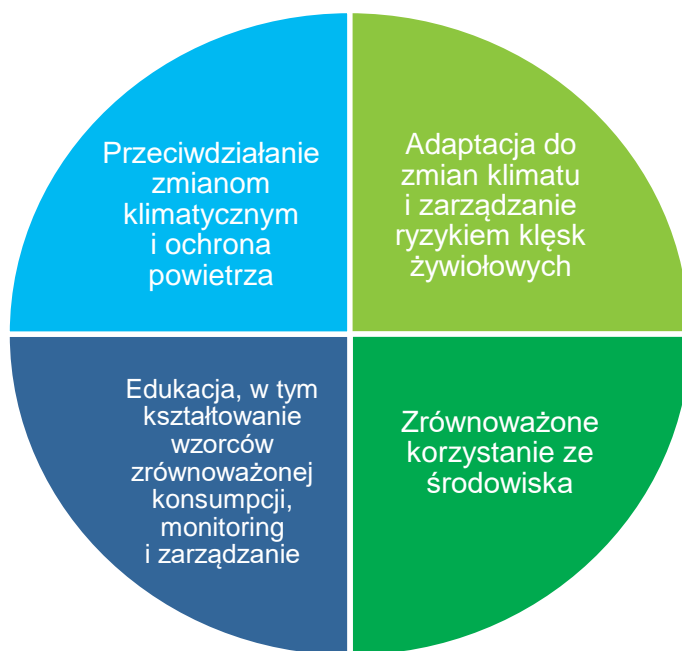 Przeciwdziałanie
zmianom
klimatycznym
i ochrona
powietrza
Adaptacja do
zmian klimatu
i zarządzanie
ryzykiem klęsk
żywiołowych
Edukacja, w tym
kształtowanie
wzorców
zrównoważonej
konsumpcji,
monitoring
i zarządzanie
Zrównoważone
korzystanie ze
środowiska